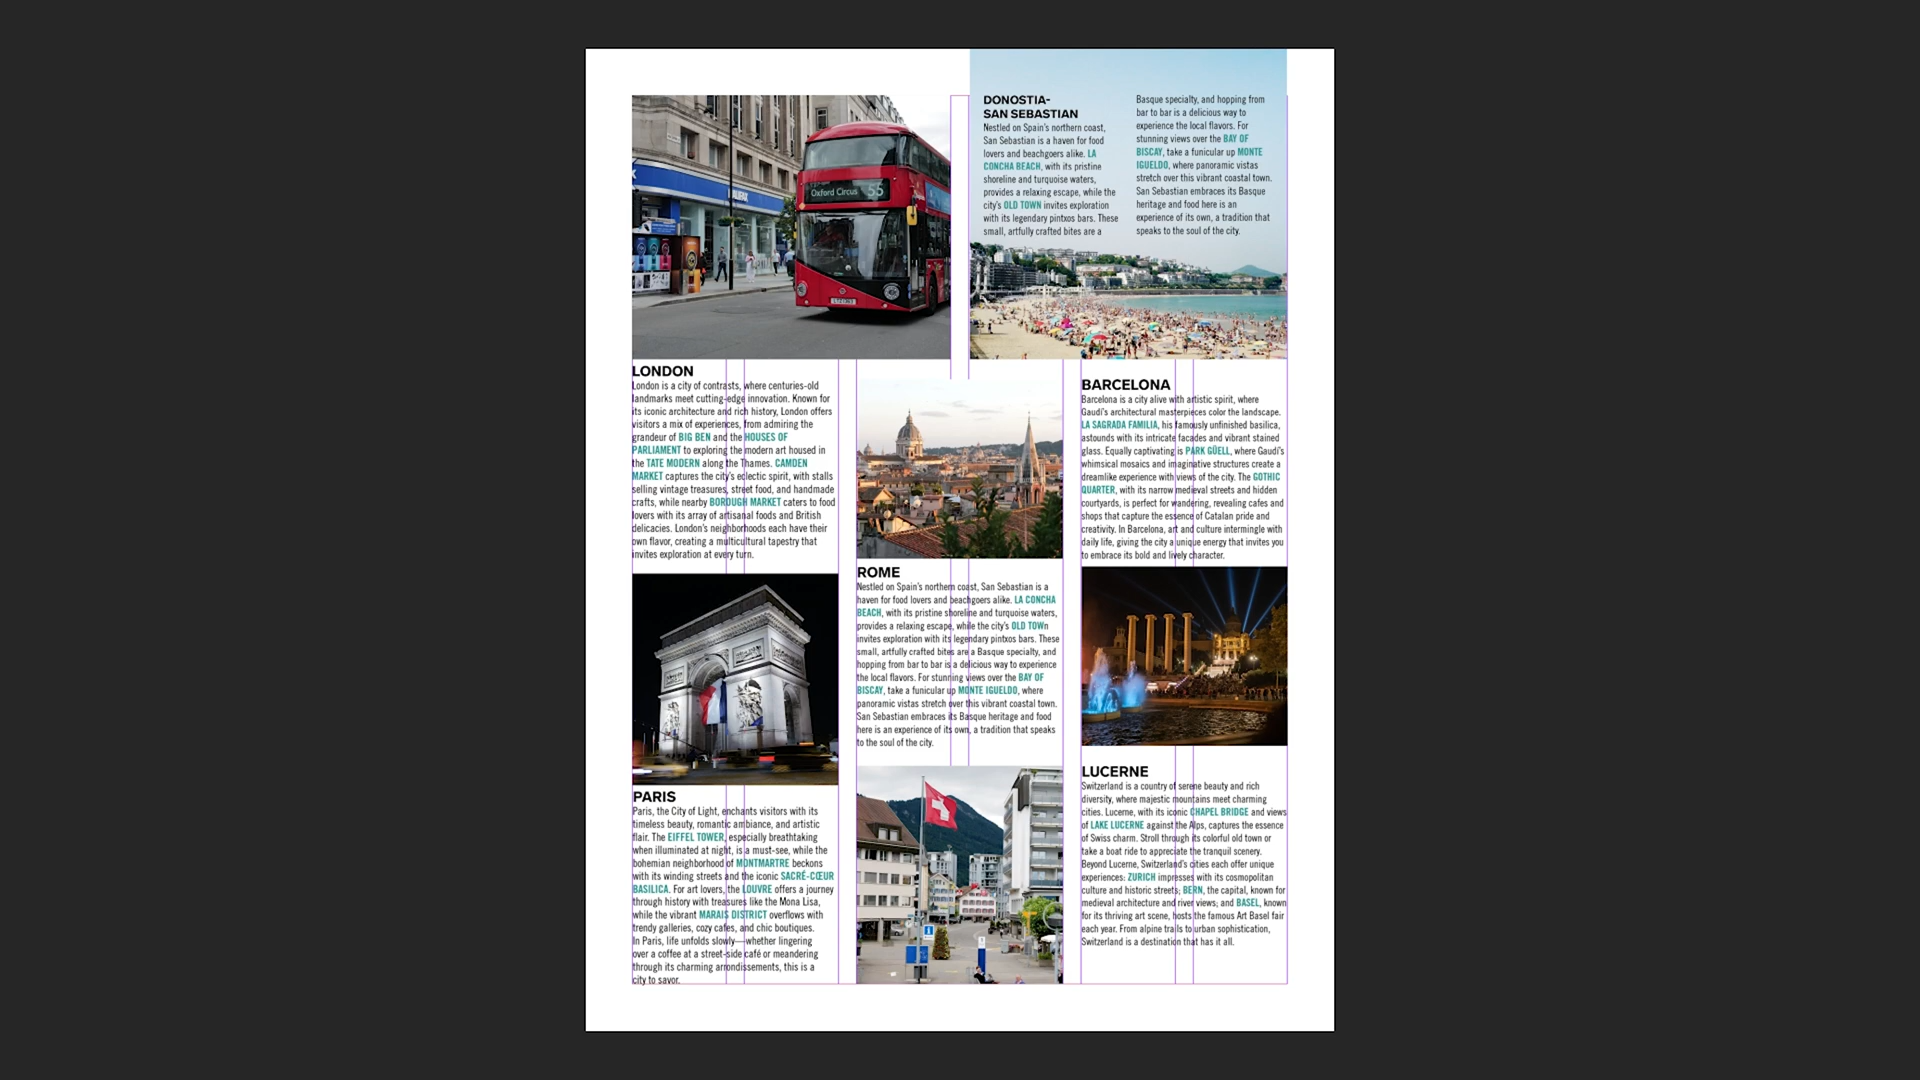 HALIFAX
Oxford Circus 55
LTZ 1363
DONOSTIA-
SAN SEBASTIAN
Nestled on Spain's northern coast,
San Sebastian is a haven for food
lovers and beachgoers alike. LA
CONCHA BEACH, with its pristine
shoreline and turquoise waters,
provides a relaxing escape, while the
city's OLD TOWN invites exploration
with its legendary pintxos bars. These
small, artfully crafted bites are a
Basque specialty, and hopping from
bar to bar is a delicious way to
experience the local flavors. For
stunning views over the BAY OF
BISCAY, take a funicular up MONTE
IGUELDO, where panoramic vistas
stretch over this vibrant coastal town.
San Sebastian embraces its Basque
heritage and food here is an
experience of its own, a tradition that
speaks to the soul of the city.
LONDON
London is a city of contrasts, where centuries-old
landmarks meet cutting-edge innovation. Known for
its iconic architecture and rich history, London offers
visitors a mix of experiences, from admiring the
grandeur of BIG BEN and the HOUSES OF
PARLIAMENT to exploring the modern art housed in
the TATE MODERN along the Thames. CAMDEN
MARKET captures the city's eclectic spirit, with stalls
selling vintage treasures, street food, and handmade
crafts, while nearby BOROUGH MARKET caters to food
lovers with its array of artisanal foods and British
delicacies. London's neighborhoods each have their
own flavor, creating a multicultural tapestry that
invites exploration at every turn.
PARIS
Paris, the City of Light, enchants visitors with its
timeless beauty, romantic ambiance, and artistic
flair. The EIFFEL TOWER, especially breathtaking
when illuminated at night, is a must-see, while the
bohemian neighborhood of MONTMARTRE beckons
with its winding streets and the iconic SACRÉ-CŒUR
BASILICA. For art lovers, the LOUVRE offers a journey
through history with treasures like the Mona Lisa,
while the vibrant MARAIS DISTRICT overflows with
trendy galleries, cozy cafes, and chic boutiques.
In Paris, life unfolds slowly—whether lingering
over a coffee at a street-side café or meandering
through its charming arrondissements, this is a
city to savor.
ROME
Nestled on Spain's northern coast, San Sebastian is a
haven for food lovers and beachgoers alike. LA CONCHA
BEACH, with its pristine shoreline and turquoise waters,
provides a relaxing escape, while the city's OLD TOWn
invites exploration with its legendary pintxos bars. These
small, artfully crafted bites are a Basque specialty, and
hopping from bar to bar is a delicious way to experience
the local flavors. For stunning views over the BAY OF
BISCAY, take a funicular up MONTE IGUELDO, where
panoramic vistas stretch over this vibrant coastal town.
San Sebastian embraces its Basque heritage and food
here is an experience of its own, a tradition that speaks
to the soul of the city.
BARCELONA
Barcelona is a city alive with artistic spirit, where
Gaudí's architectural masterpieces color the landscape.
LA SAGRADA FAMILIA, his famously unfinished basilica,
astounds with its intricate facades and vibrant stained
glass. Equally captivating is PARK GÜELL, where Gaudí's
whimsical mosaics and imaginative structures create a
dreamlike experience with views of the city. The GOTHIC
QUARTER, with its narrow medieval streets and hidden
courtyards, is perfect for wandering, revealing cafes and
shops that capture the essence of Catalan pride and
creativity. In Barcelona, art and culture intermingle with
daily life, giving the city a unique energy that invites you
to embrace its bold and lively character.
LUCERNE
Switzerland is a country of serene beauty and rich
diversity, where majestic mountains meet charming
cities. Lucerne, with its iconic CHAPEL BRIDGE and views
of LAKE LUCERNE against the Alps, captures the essence
of Swiss charm. Stroll through its colorful old town or
take a boat ride to appreciate the tranquil scenery.
Beyond Lucerne, Switzerland's cities each offer unique
experiences: ZURICH impresses with its cosmopolitan
culture and historic streets; BERN, the capital, known for
medieval architecture and river views; and BASEL, known
for its thriving art scene, hosts the famous Art Basel fair
each year. From alpine trails to urban sophistication,
Switzerland is a destination that has it all.